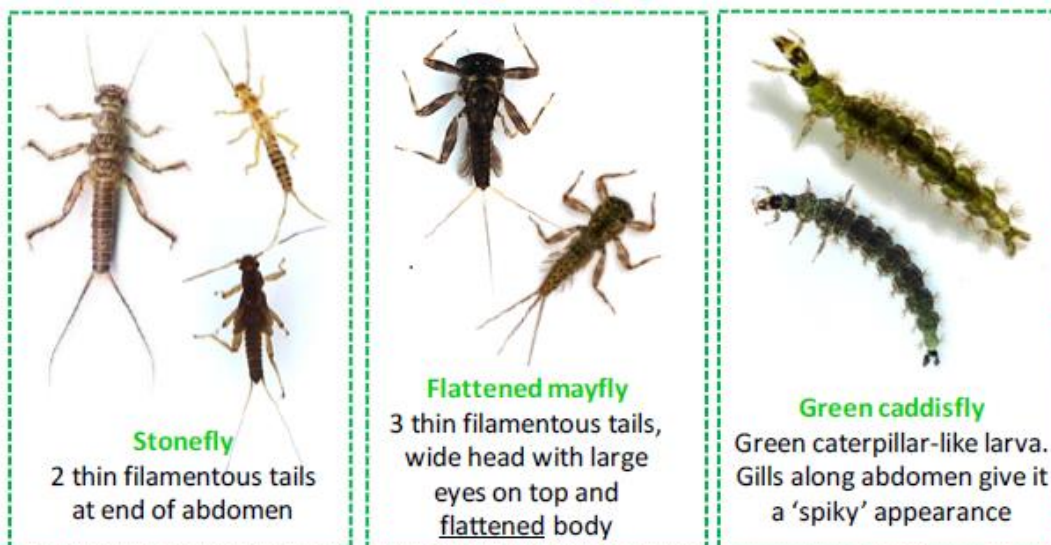 Stonefly
2 thin filamentous tails
at end of abdomen
Flattened mayfly
3 thin filamentous tails,
wide head with large
eyes on top and
flattened body
Green caddisfly
Green caterpillar-like larva.
Gills along abdomen give it
a ‘spiky’ appearance